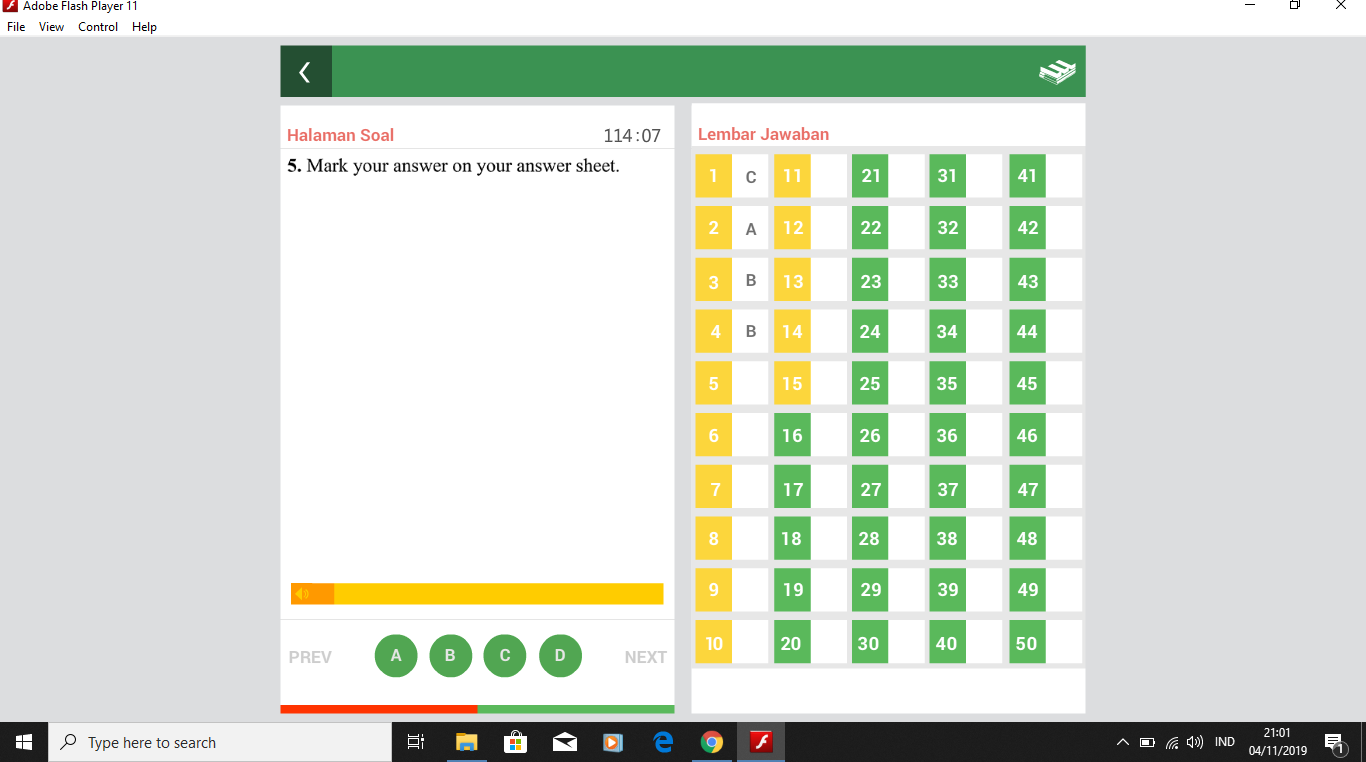 Adobe Flash Player 11
File View Control Help
Halaman Soal
114:07
5. Mark your answer on your answer sheet.
PREV
A
B
C
D
NEXT
Lembar Jawaban
1 C 11 21 31 41
2 A 12 22 32 42
3 B 13 23 33 43
4 B 14 24 34 44
5 15 25 35 45
6 16 26 36 46
7 17 27 37 47
8 18 28 38 48
9 19 29 39 49
10 20 30 40 50
Type here to search
IND
21:01
04/11/2019
1